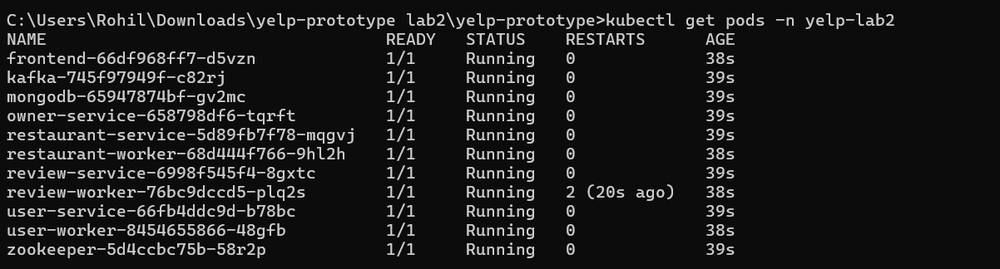 C:\Users\Rohil\Downloads\yelp-prototype lab2\yelp-prototype>kubectl get pods -n yelp-lab2
NAME                                  READY   STATUS    RESTARTS      AGE
frontend-66df968ff7-d5vzn             1/1     Running   0             38s
kafka-745f97949f-c82rj                1/1     Running   0             39s
mongodb-65947874bf-gv2mc              1/1     Running   0             39s
owner-service-658798df6-tqrft         1/1     Running   0             39s
restaurant-service-5d89fb7f78-mqgvj   1/1     Running   0             39s
restaurant-worker-68d444f766-9hl2h    1/1     Running   0             38s
review-service-6998f545f4-8gxtc       1/1     Running   0             39s
review-worker-76bc9dccd5-plq2s        1/1     Running   2 (20s ago)   38s
user-service-66fb4ddc9d-b78bc         1/1     Running   0             39s
user-worker-8454655866-48gfb          1/1     Running   0             38s
zookeeper-5d4ccbc75b-58r2p            1/1     Running   0             39s